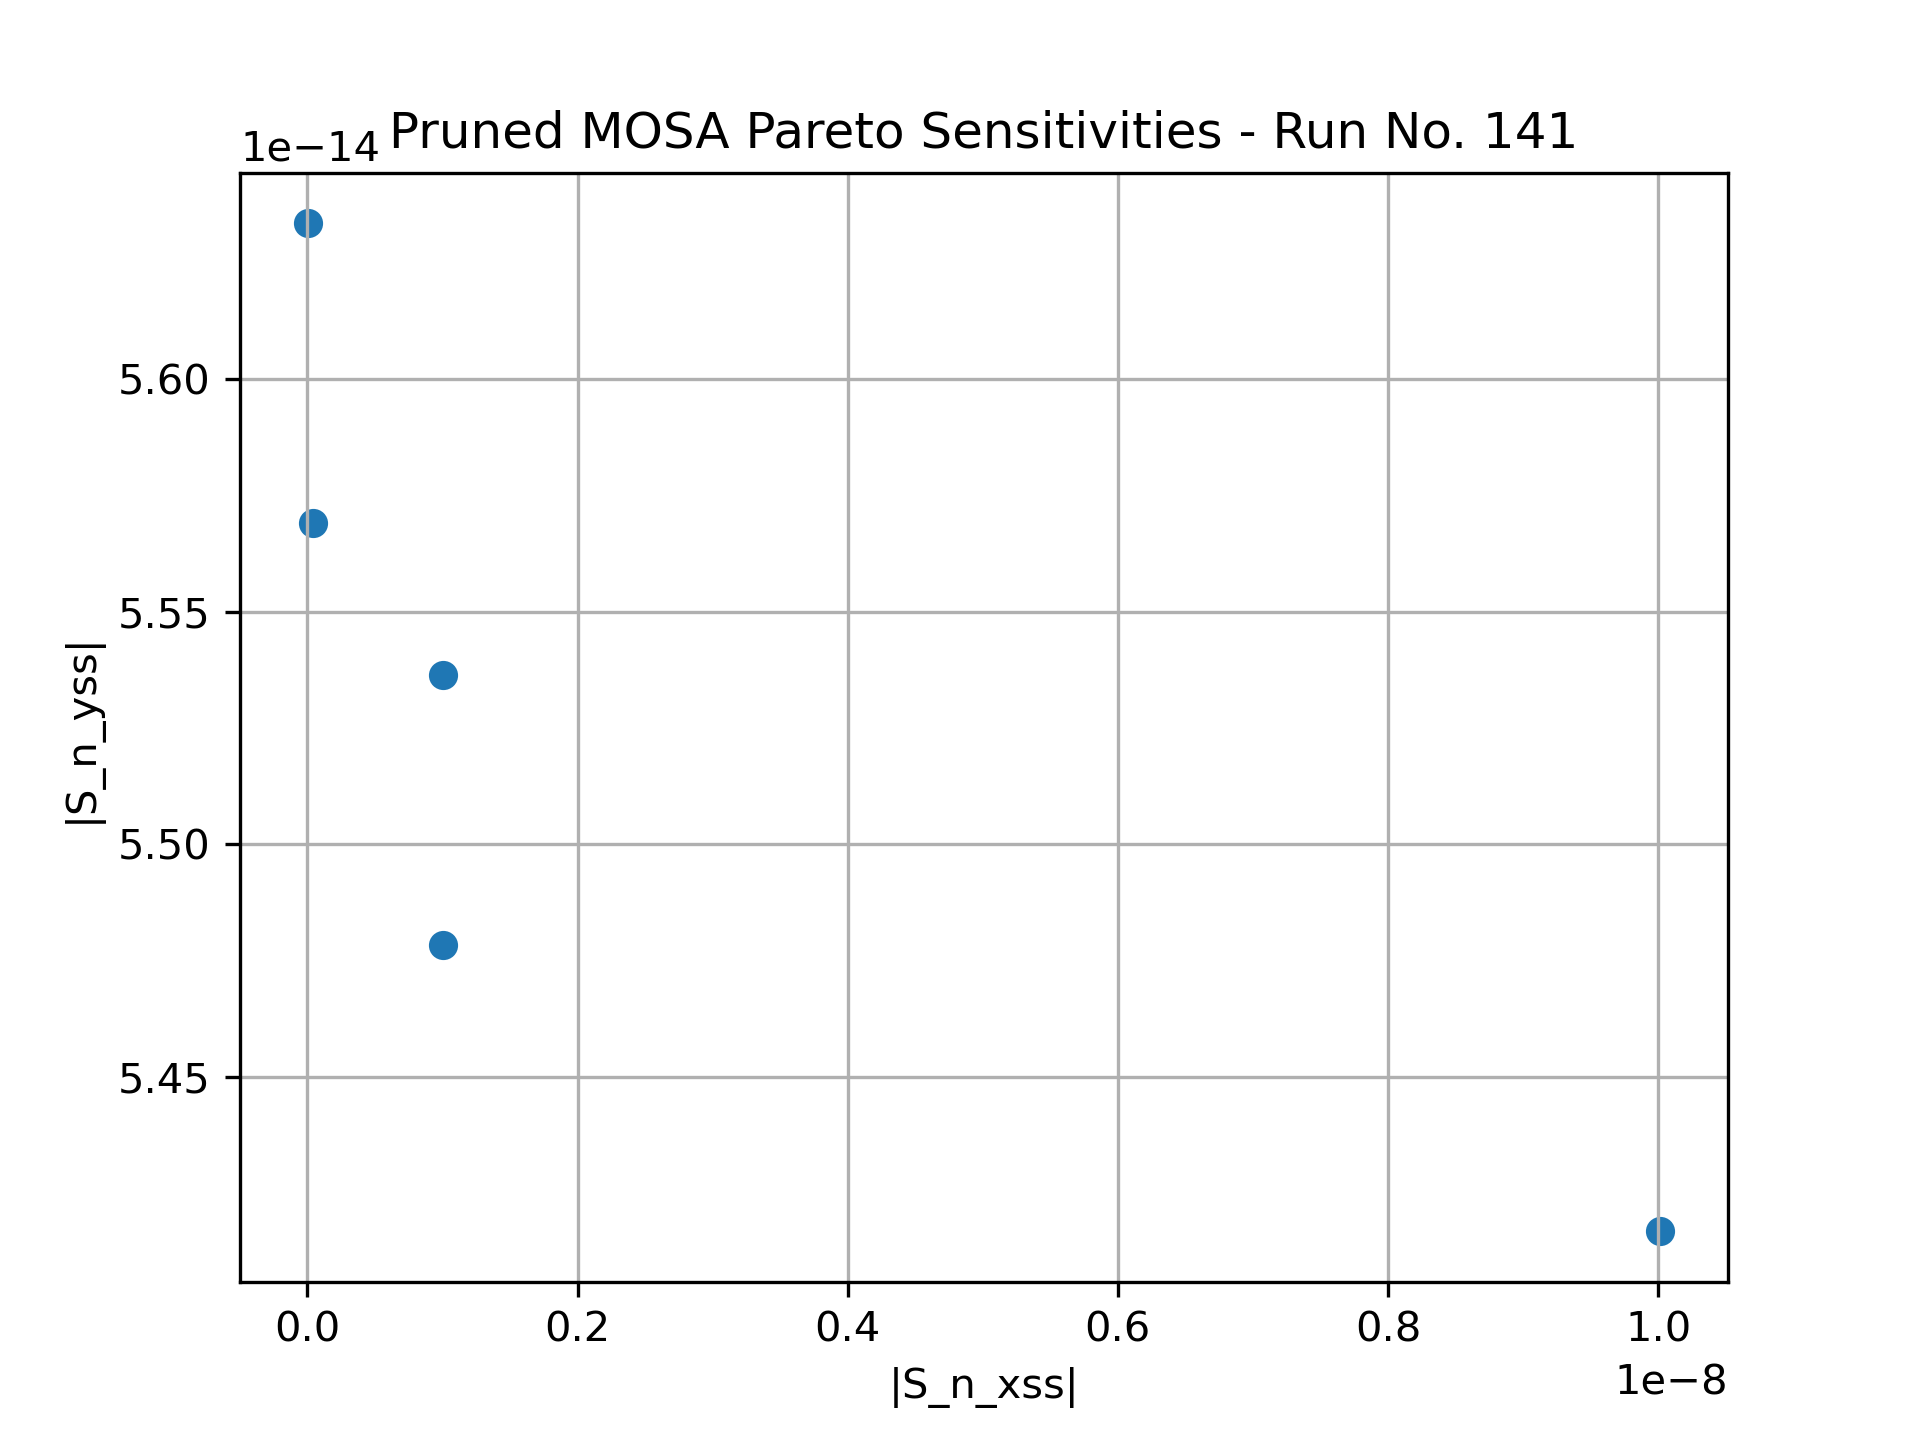 Pruned MOSA Pareto Sensitivities - Run No. 141
1e−14
5.60
5.55
5.50
5.45
|S_n_yss|
0.0 0.2 0.4 0.6 0.8 1.0
1e−8
|S_n_xss|